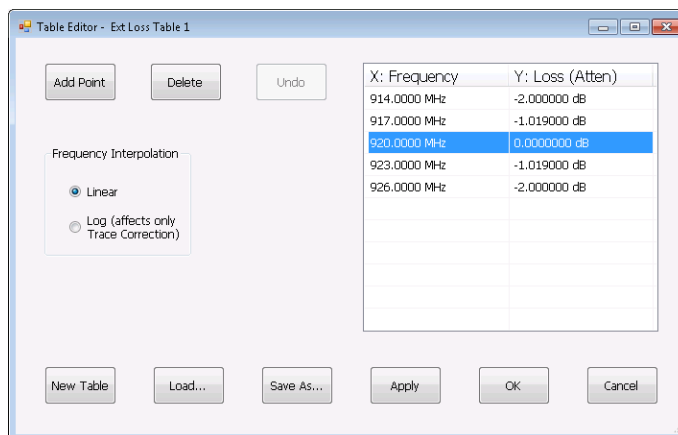 Table Editor - Ext Loss Table 1
Add Point
Delete
Undo
X: Frequency Y: Loss (Atten)
914.0000 MHz -2.000000 dB
917.0000 MHz -1.019000 dB
920.0000 MHz 0.0000000 dB
923.0000 MHz -1.019000 dB
926.0000 MHz -2.000000 dB
Frequency Interpolation
Linear
Log (affects only
Trace Correction)
New Table
Load...
Save As...
Apply
OK
Cancel